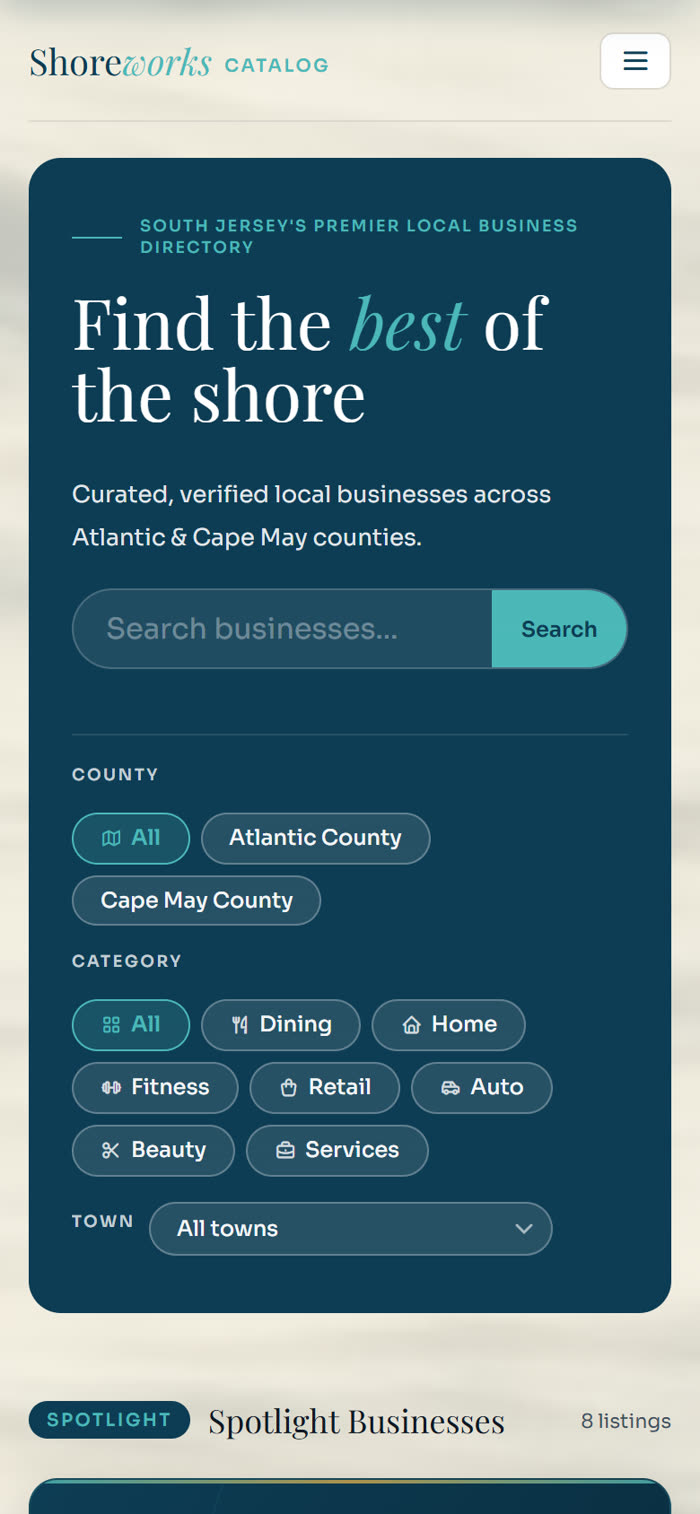 Shoreworks CATALOG
SOUTH JERSEY'S PREMIER LOCAL BUSINESS
DIRECTORY
Find the best of
the shore
Curated, verified local businesses across
Atlantic & Cape May counties.
Search businesses... Search
COUNTY
All Atlantic County
Cape May County
CATEGORY
All Dining Home
Fitness Retail Auto
Beauty Services
TOWN All towns
SPOTLIGHT Spotlight Businesses 8 listings